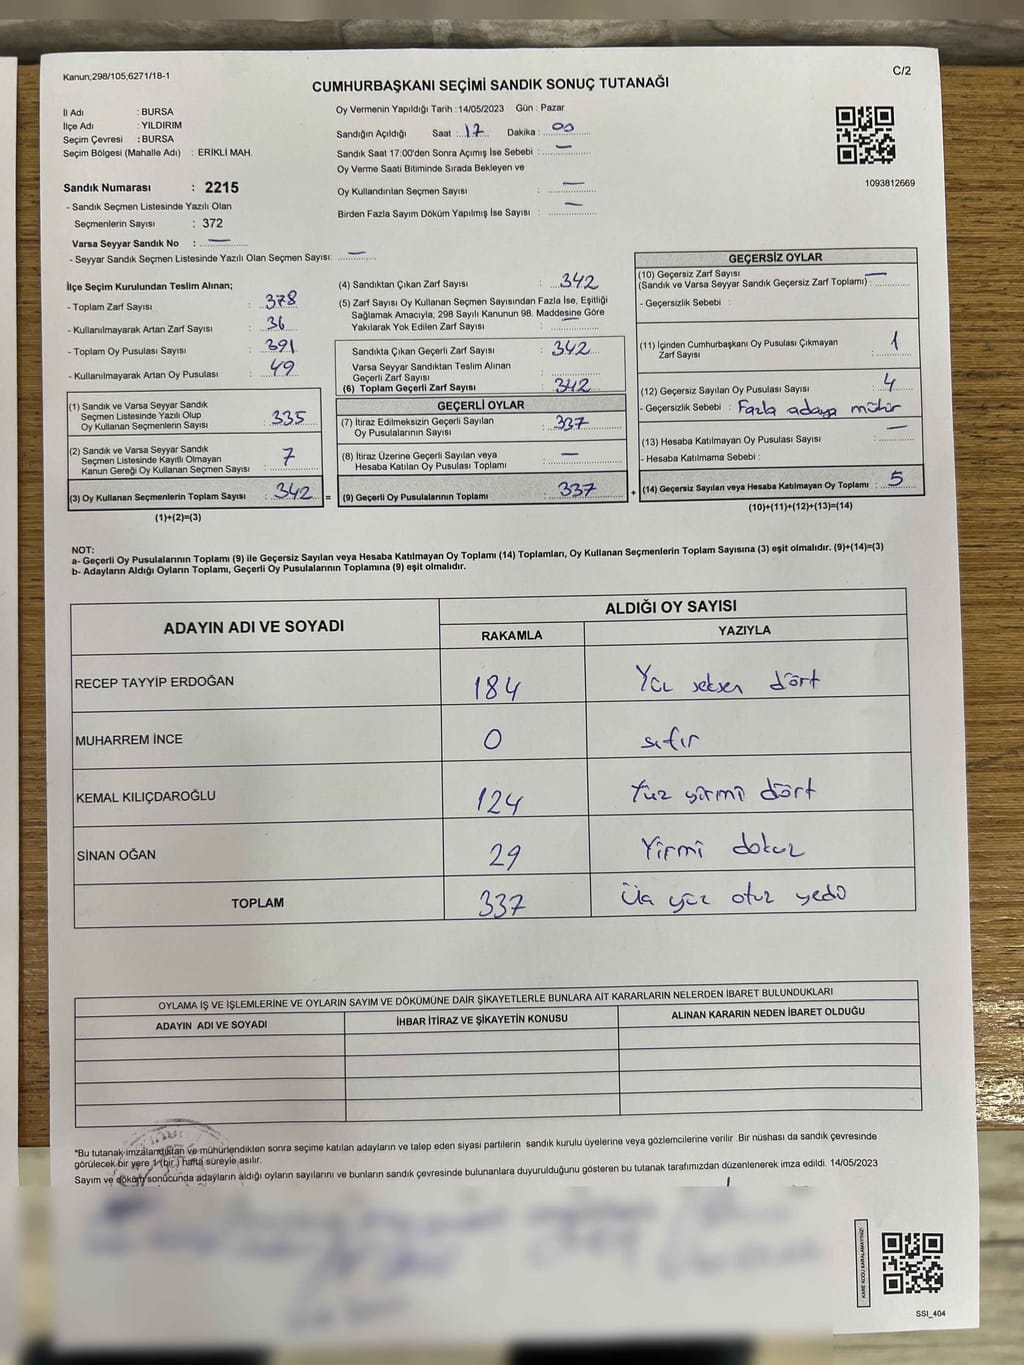 Kanun;298/105;6271/18-1
C/2
CUMHURBAŞKANI SEÇİMİ SANDIK SONUÇ TUTANAĞI
İl Adı : BURSA
İlçe Adı : YILDIRIM
Seçim Çevresi : BURSA
Seçim Bölgesi (Mahalle Adı) : ERİKLİ MAH.
Sandık Numarası : 2215
- Sandık Seçmen Listesinde Yazılı Olan
Seçmenlerin Sayısı : 372
Varsa Seyyar Sandık No : —
- Seyyar Sandık Seçmen Listesinde Yazılı Olan Seçmen Sayısı: —
Oy Vermenin Yapıldığı Tarih : 14/05/2023 Gün : Pazar
Sandığın Açıldığı Saat : 17 Dakika : 00
Sandık Saat 17:00'den Sonra Açımış İse Sebebi : —
Oy Verme Saati Bitiminde Sırada Bekleyen ve
Oy Kullandırılan Seçmen Sayısı : —
Birden Fazla Sayım Döküm Yapılmış İse Sayısı : —
1093812669
İlçe Seçim Kurulundan Teslim Alınan;
- Toplam Zarf Sayısı : 378
- Kullanılmayarak Artan Zarf Sayısı : 36
- Toplam Oy Pusulası Sayısı : 391
- Kullanılmayarak Artan Oy Pusulası : 49
(1) Sandık ve Varsa Seyyar Sandık
Seçmen Listesinde Yazılı Olup
Oy Kullanan Seçmenlerin Sayısı : 335
(2) Sandık ve Varsa Seyyar Sandık
Seçmen Listesinde Kayıtlı Olmayan
Kanun Gereği Oy Kullanan Seçmen Sayısı : 7
(3) Oy Kullanan Seçmenlerin Toplam Sayısı : 342 =
(1)+(2)=(3)
(4) Sandıktan Çıkan Zarf Sayısı : 342
(5) Zarf Sayısı Oy Kullanan Seçmen Sayısından Fazla İse, Eşitliği
Sağlamak Amacıyla; 298 Sayılı Kanunun 98. Maddesine Göre
Yakılarak Yok Edilen Zarf Sayısı : —
Sandıkta Çıkan Geçerli Zarf Sayısı : 342
Varsa Seyyar Sandıktan Teslim Alınan
Geçerli Zarf Sayısı :
(6) Toplam Geçerli Zarf Sayısı : 342
GEÇERLİ OYLAR
(7) İtiraz Edilmeksizin Geçerli Sayılan
Oy Pusulalarının Sayısı : 337
(8) İtiraz Üzerine Geçerli Sayılan veya
Hesaba Katılan Oy Pusulası Toplamı : —
(9) Geçerli Oy Pusulalarının Toplamı : 337 +
GEÇERSİZ OYLAR
(10) Geçersiz Zarf Sayısı
(Sandık ve Varsa Seyyar Sandık Geçersiz Zarf Toplamı) : —
- Geçersizlik Sebebi :
(11) İçinden Cumhurbaşkanı Oy Pusulası Çıkmayan
Zarf Sayısı : 1
(12) Geçersiz Sayılan Oy Pusulası Sayısı : 4
- Geçersizlik Sebebi : Fazla adaya mühür
(13) Hesaba Katılmayan Oy Pusulası Sayısı : —
- Hesaba Katılmama Sebebi :
(14) Geçersiz Sayılan veya Hesaba Katılmayan Oy Toplamı : 5
(10)+(11)+(12)+(13)=(14)
NOT:
a- Geçerli Oy Pusulalarının Toplamı (9) ile Geçersiz Sayılan veya Hesaba Katılmayan Oy Toplamı (14) Toplamları, Oy Kullanan Seçmenlerin Toplam Sayısına (3) eşit olmalıdır. (9)+(14)=(3)
b- Adayların Aldığı Oyların Toplamı, Geçerli Oy Pusulalarının Toplamına (9) eşit olmalıdır.
ADAYIN ADI VE SOYADI ALDIĞI OY SAYISI
RAKAMLA YAZIYLA
RECEP TAYYİP ERDOĞAN 184 Yüz seksen dört
MUHARREM İNCE 0 sıfır
KEMAL KILIÇDAROĞLU 124 Yüz yirmi dört
SİNAN OĞAN 29 Yirmi dokuz
TOPLAM 337 Üç yüz otuz yedi
OYLAMA İŞ VE İŞLEMLERİNE VE OYLARIN SAYIM VE DÖKÜMÜNE DAİR ŞİKAYETLERLE BUNLARA AİT KARARLARIN NELERDEN İBARET BULUNDUKLARI
ADAYIN ADI VE SOYADI İHBAR İTİRAZ VE ŞİKAYETİN KONUSU ALINAN KARARIN NEDEN İBARET OLDUĞU
*Bu tutanak imzalandıktan ve mühürlendikten sonra seçime katılan adayların ve talep eden siyasi partilerin sandık kurulu üyelerine veya gözlemcilerine verilir .Bir nüshası da sandık çevresinde
görülecek bir yere 1 (bir ) hafta süreyle asılır.
Sayım ve döküm sonucunda adayların aldığı oyların sayılarını ve bunların sandık çevresinde bulunanlara duyurulduğunu gösteren bu tutanak tarafımızdan düzenlenerek imza edildi. 14/05/2023
KARE KODU KARALAMAYINIZ!
SSI_404